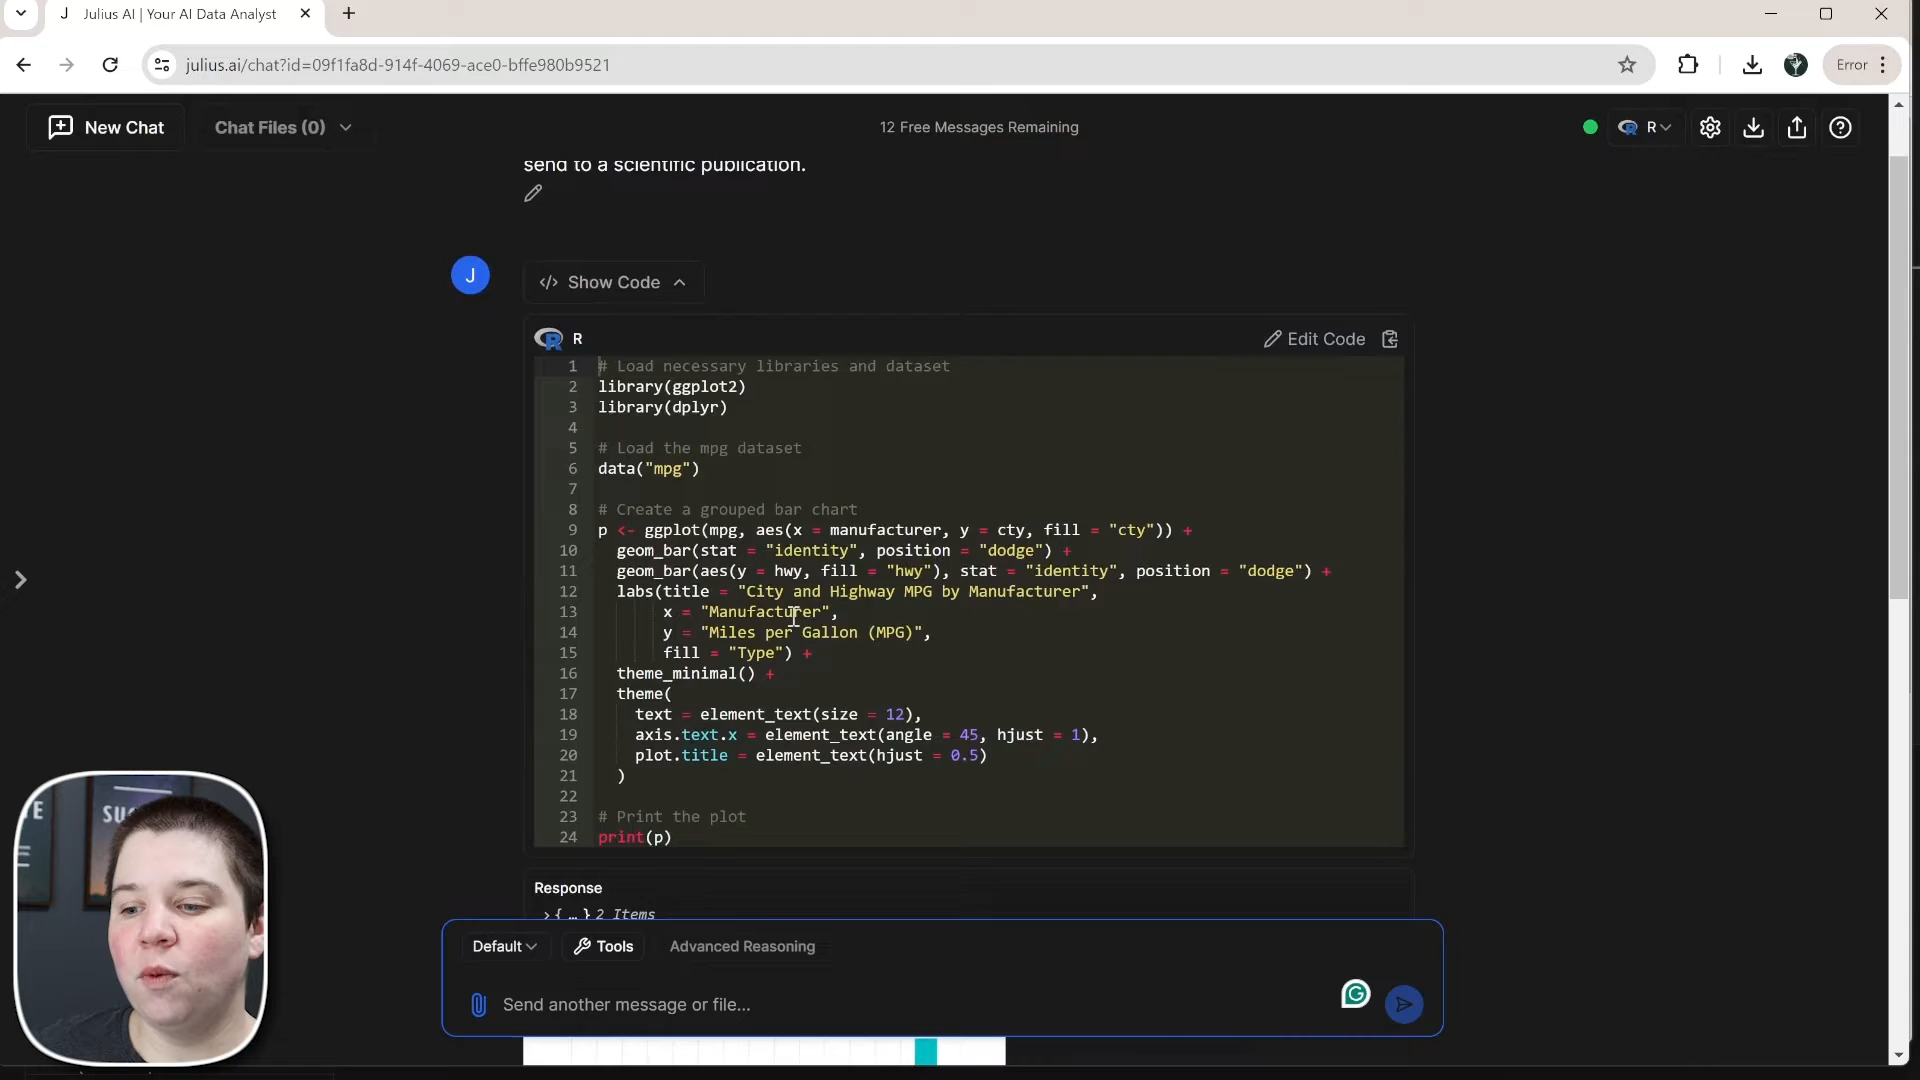 J Julius AI | Your AI Data Analyst
julius.ai/chat?id=09f1fa8d-914f-4069-ace0-bffe980b9521
Error
New Chat
Chat Files (0)
12 Free Messages Remaining
R
send to a scientific publication.
J
</> Show Code
R R
Edit Code
1 # Load necessary libraries and dataset
2 library(ggplot2)
3 library(dplyr)
4
5 # Load the mpg dataset
6 data("mpg")
7
8 # Create a grouped bar chart
9 p <- ggplot(mpg, aes(x = manufacturer, y = cty, fill = "cty")) +
10 geom_bar(stat = "identity", position = "dodge") +
11 geom_bar(aes(y = hwy, fill = "hwy"), stat = "identity", position = "dodge") +
12 labs(title = "City and Highway MPG by Manufacturer",
13 x = "Manufacturer",
14 y = "Miles per Gallon (MPG)",
15 fill = "Type") +
16 theme_minimal() +
17 theme(
18 text = element_text(size = 12),
19 axis.text.x = element_text(angle = 45, hjust = 1),
20 plot.title = element_text(hjust = 0.5)
21 )
22
23 # Print the plot
24 print(p)
Response
{ … } 2 Items
Default
Tools
Advanced Reasoning
Send another message or file...
G